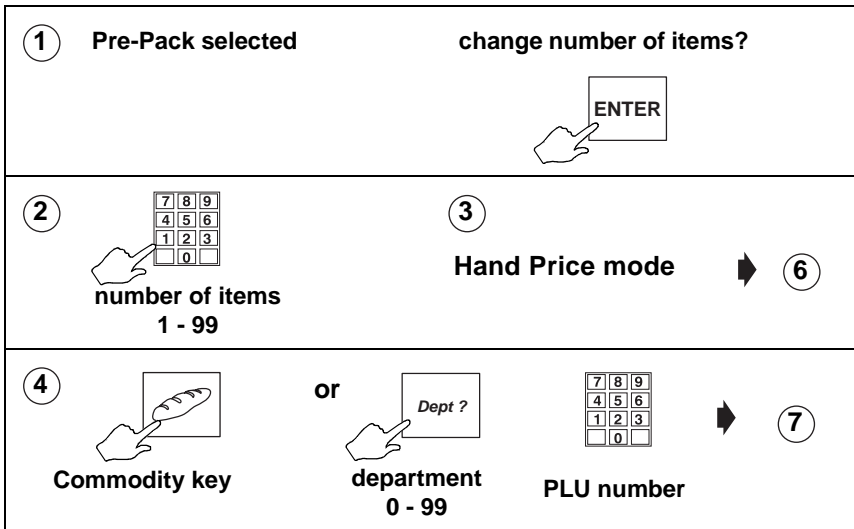 1 Pre-Pack selected change number of items?
ENTER
2 7 8 9
4 5 6
1 2 3
0
number of items
1 - 99
3
Hand Price mode 6
4 or Dept ? 7 8 9
4 5 6
1 2 3
0
7
Commodity key department PLU number
0 - 99